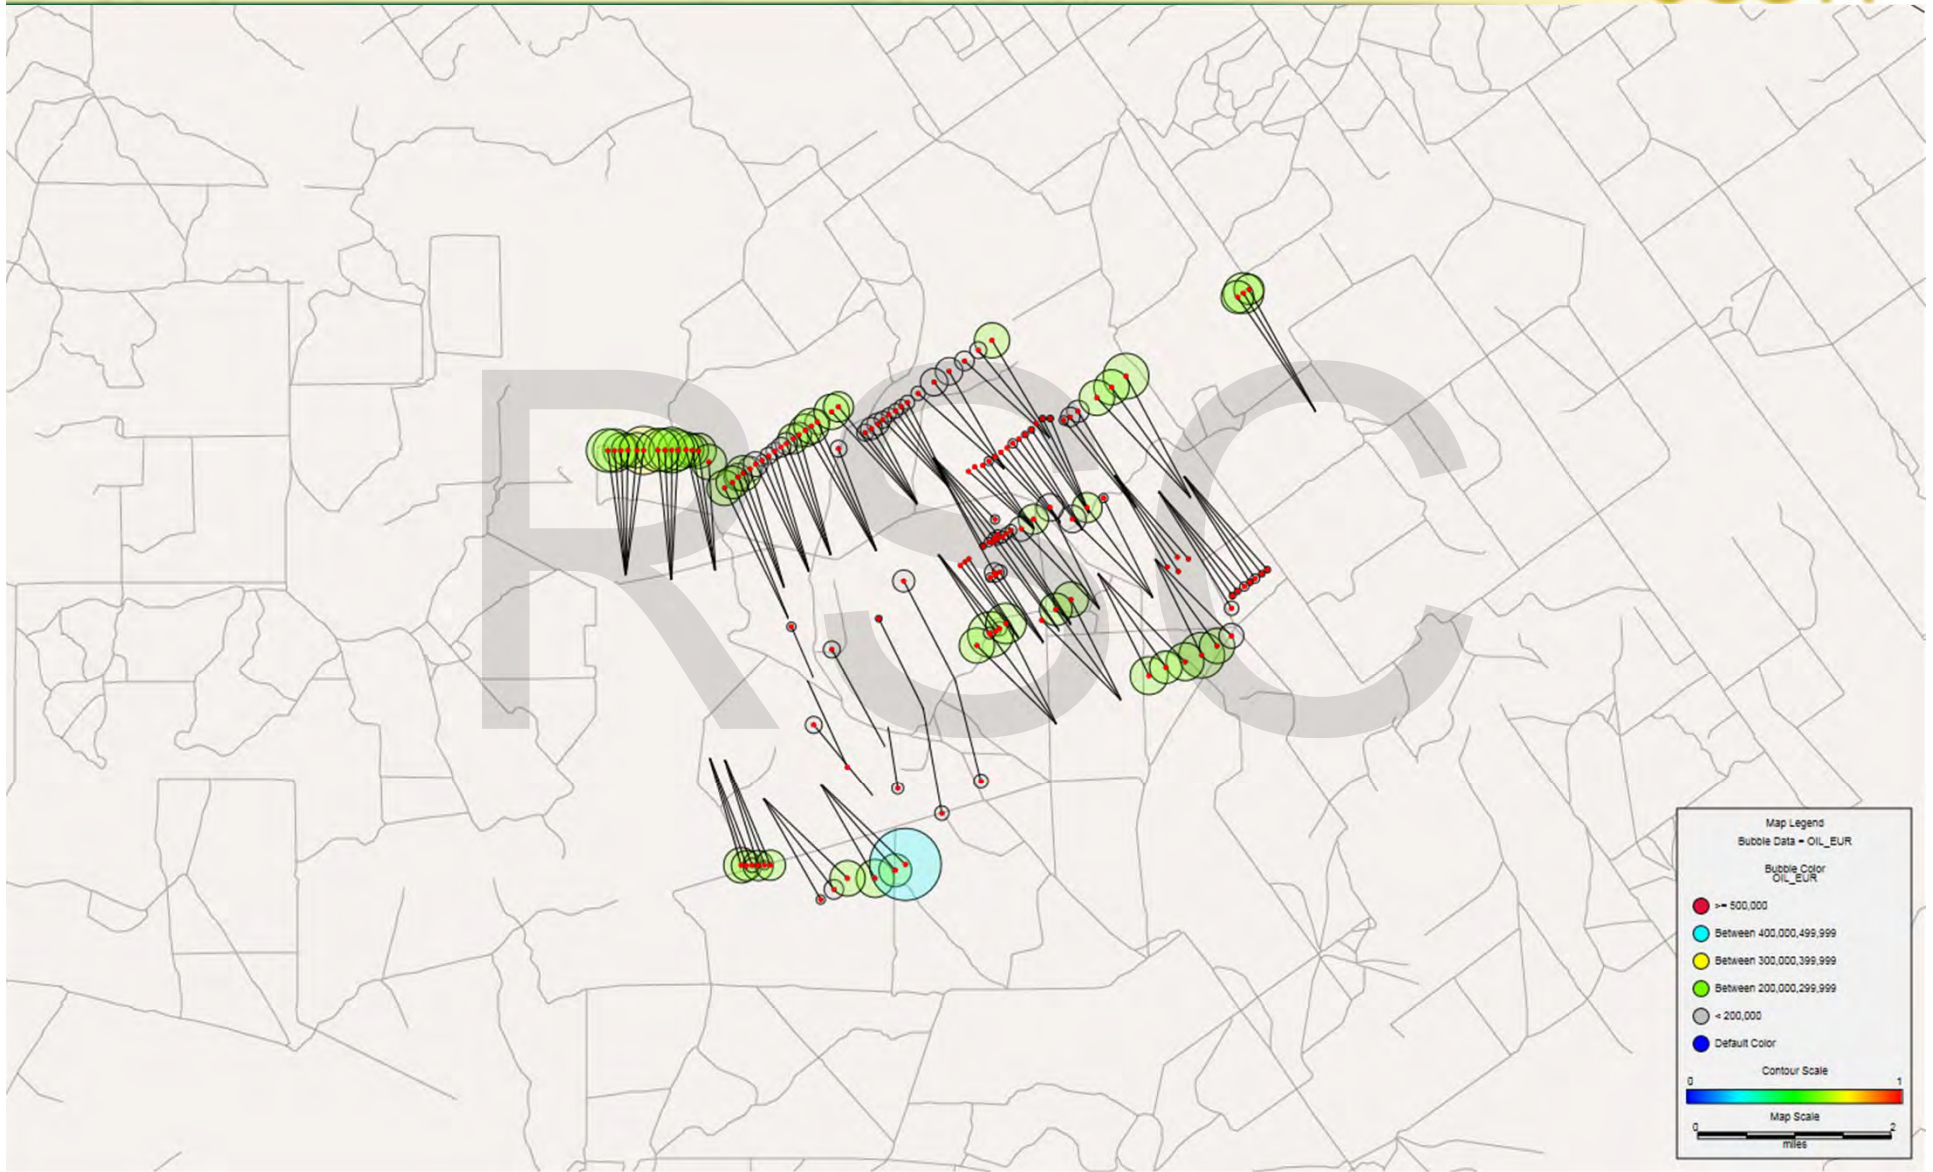 RSC
Map Legend
Bubble Data = OIL_EUR
Bubble Color
OIL_EUR
>= 500,000
Between 400,000,499,999
Between 300,000,399,999
Between 200,000,299,999
< 200,000
Default Color
Contour Scale
0 1
Map Scale
0 2
miles